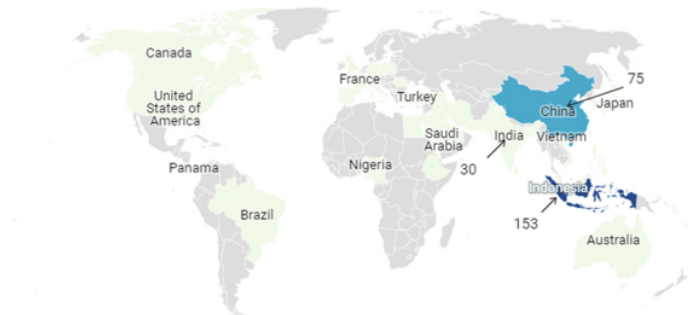 Canada
United
States of
America
Panama
Brazil
France
Turkey
Nigeria
Saudi
Arabia
India
30
China
75
Japan
Vietnam
Indonesia
153
Australia